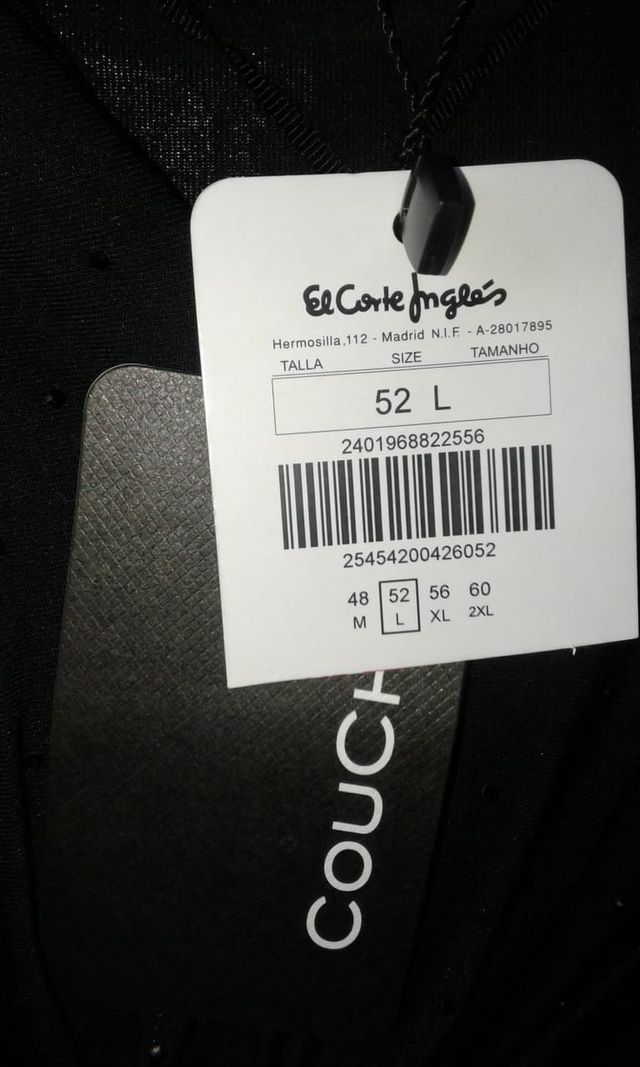 El Corte Inglés
Hermosilla,112 - Madrid N.I.F. - A-28017895
TALLA SIZE TAMANHO
52 L
2401968822556
25454200426052
48 52 56 60
M L XL 2XL
COUCH